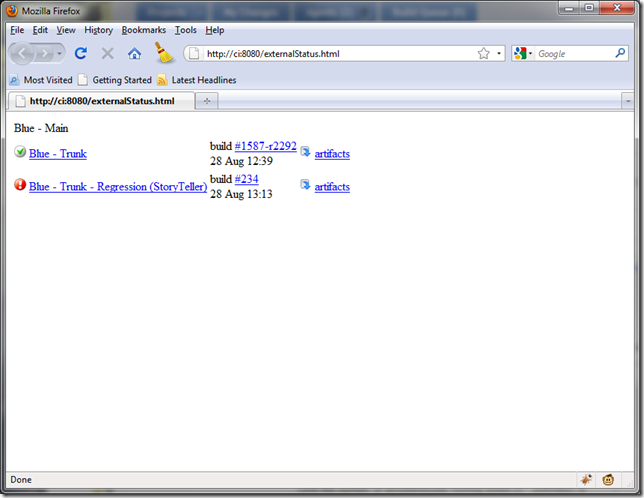 Mozilla Firefox
File Edit View History Bookmarks Tools Help
http://ci:8080/externalStatus.html
Google
Most Visited Getting Started Latest Headlines
http://ci:8080/externalStatus.html
Blue - Main
Blue - Trunk build #1587-r2292 artifacts
28 Aug 12:39
Blue - Trunk - Regression (StoryTeller) build #234 artifacts
28 Aug 13:13
Done